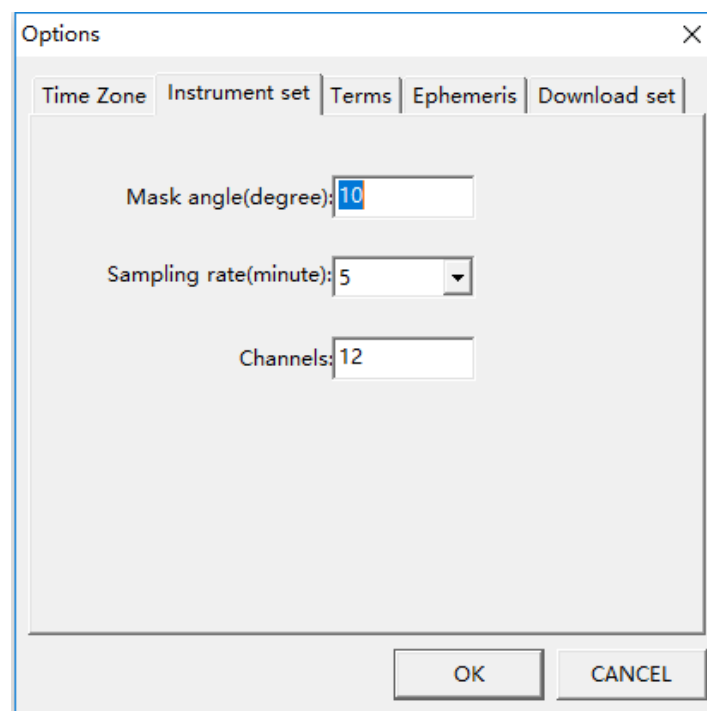 Options
Time Zone Instrument set Terms Ephemeris Download set
Mask angle(degree): 10
Sampling rate(minute): 5
Channels: 12
OK CANCEL